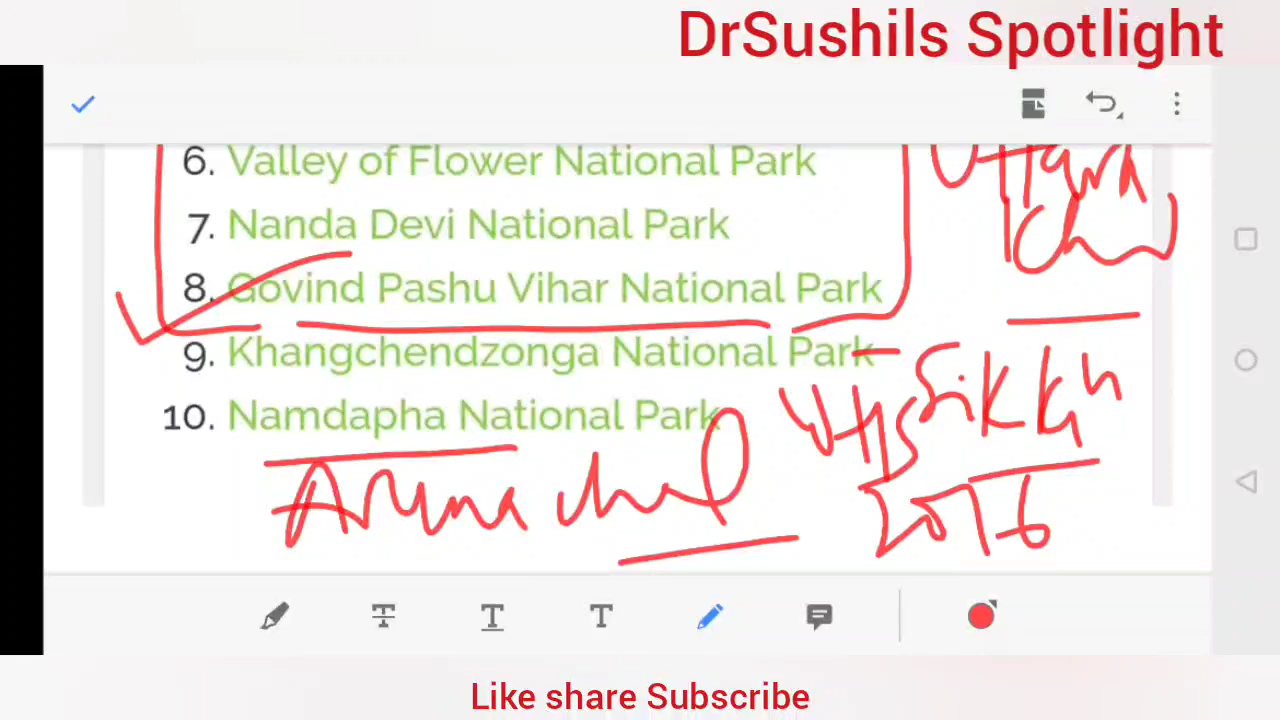 DrSushils Spotlight
6. Valley of Flower National Park
Uttara
7. Nanda Devi National Park
8. Govind Pashu Vihar National Park
9. Khangchendzonga National Park
Sikkim
10. Namdapha National Park
Arunachal
2016
Like share Subscribe